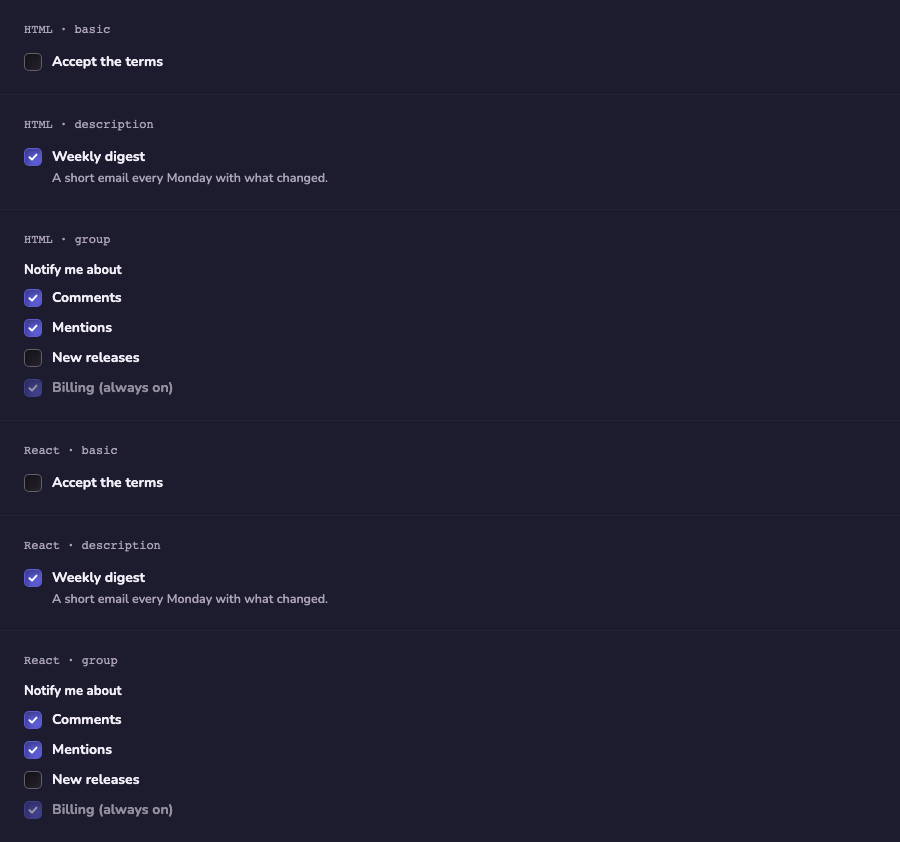 HTML · basic
Accept the terms
HTML · description
Weekly digest
A short email every Monday with what changed.
HTML · group
Notify me about
Comments
Mentions
New releases
Billing (always on)
React · basic
Accept the terms
React · description
Weekly digest
A short email every Monday with what changed.
React · group
Notify me about
Comments
Mentions
New releases
Billing (always on)